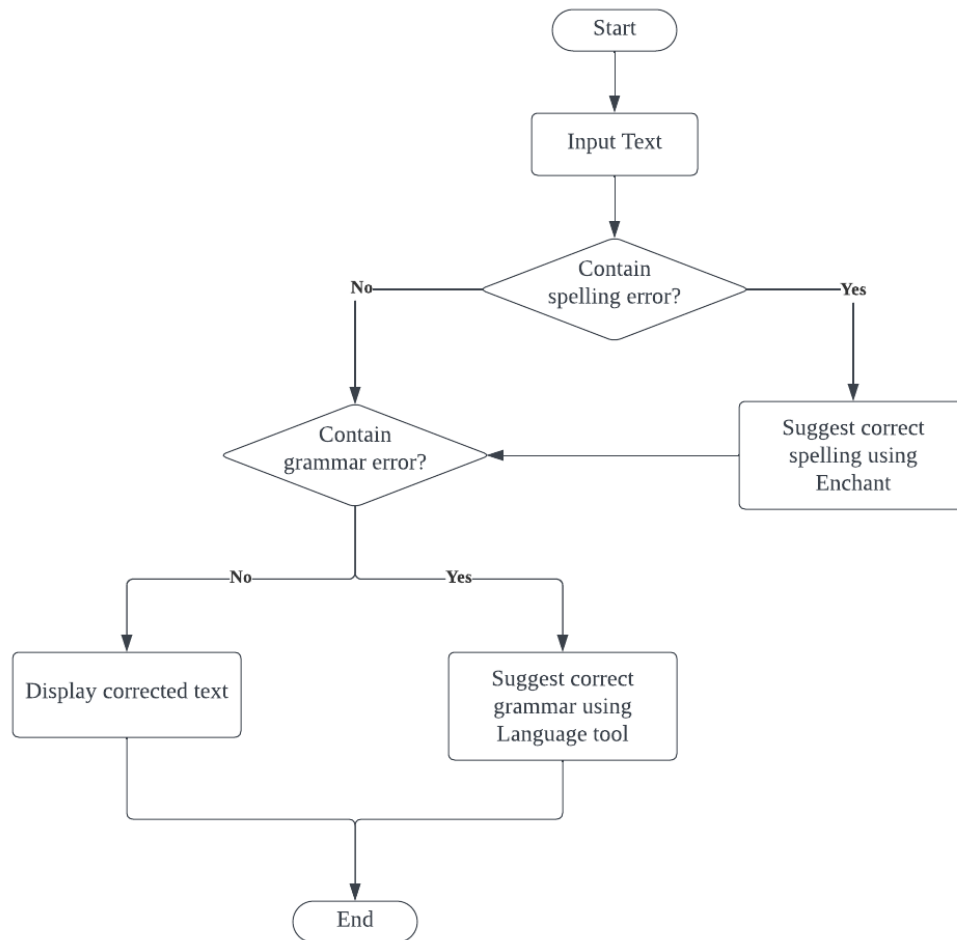 Start
Input Text
Contain
spelling error?
No
Yes
Contain
grammar error?
Suggest correct
spelling using
Enchant
No
Yes
Display corrected text
Suggest correct
grammar using
Language tool
End